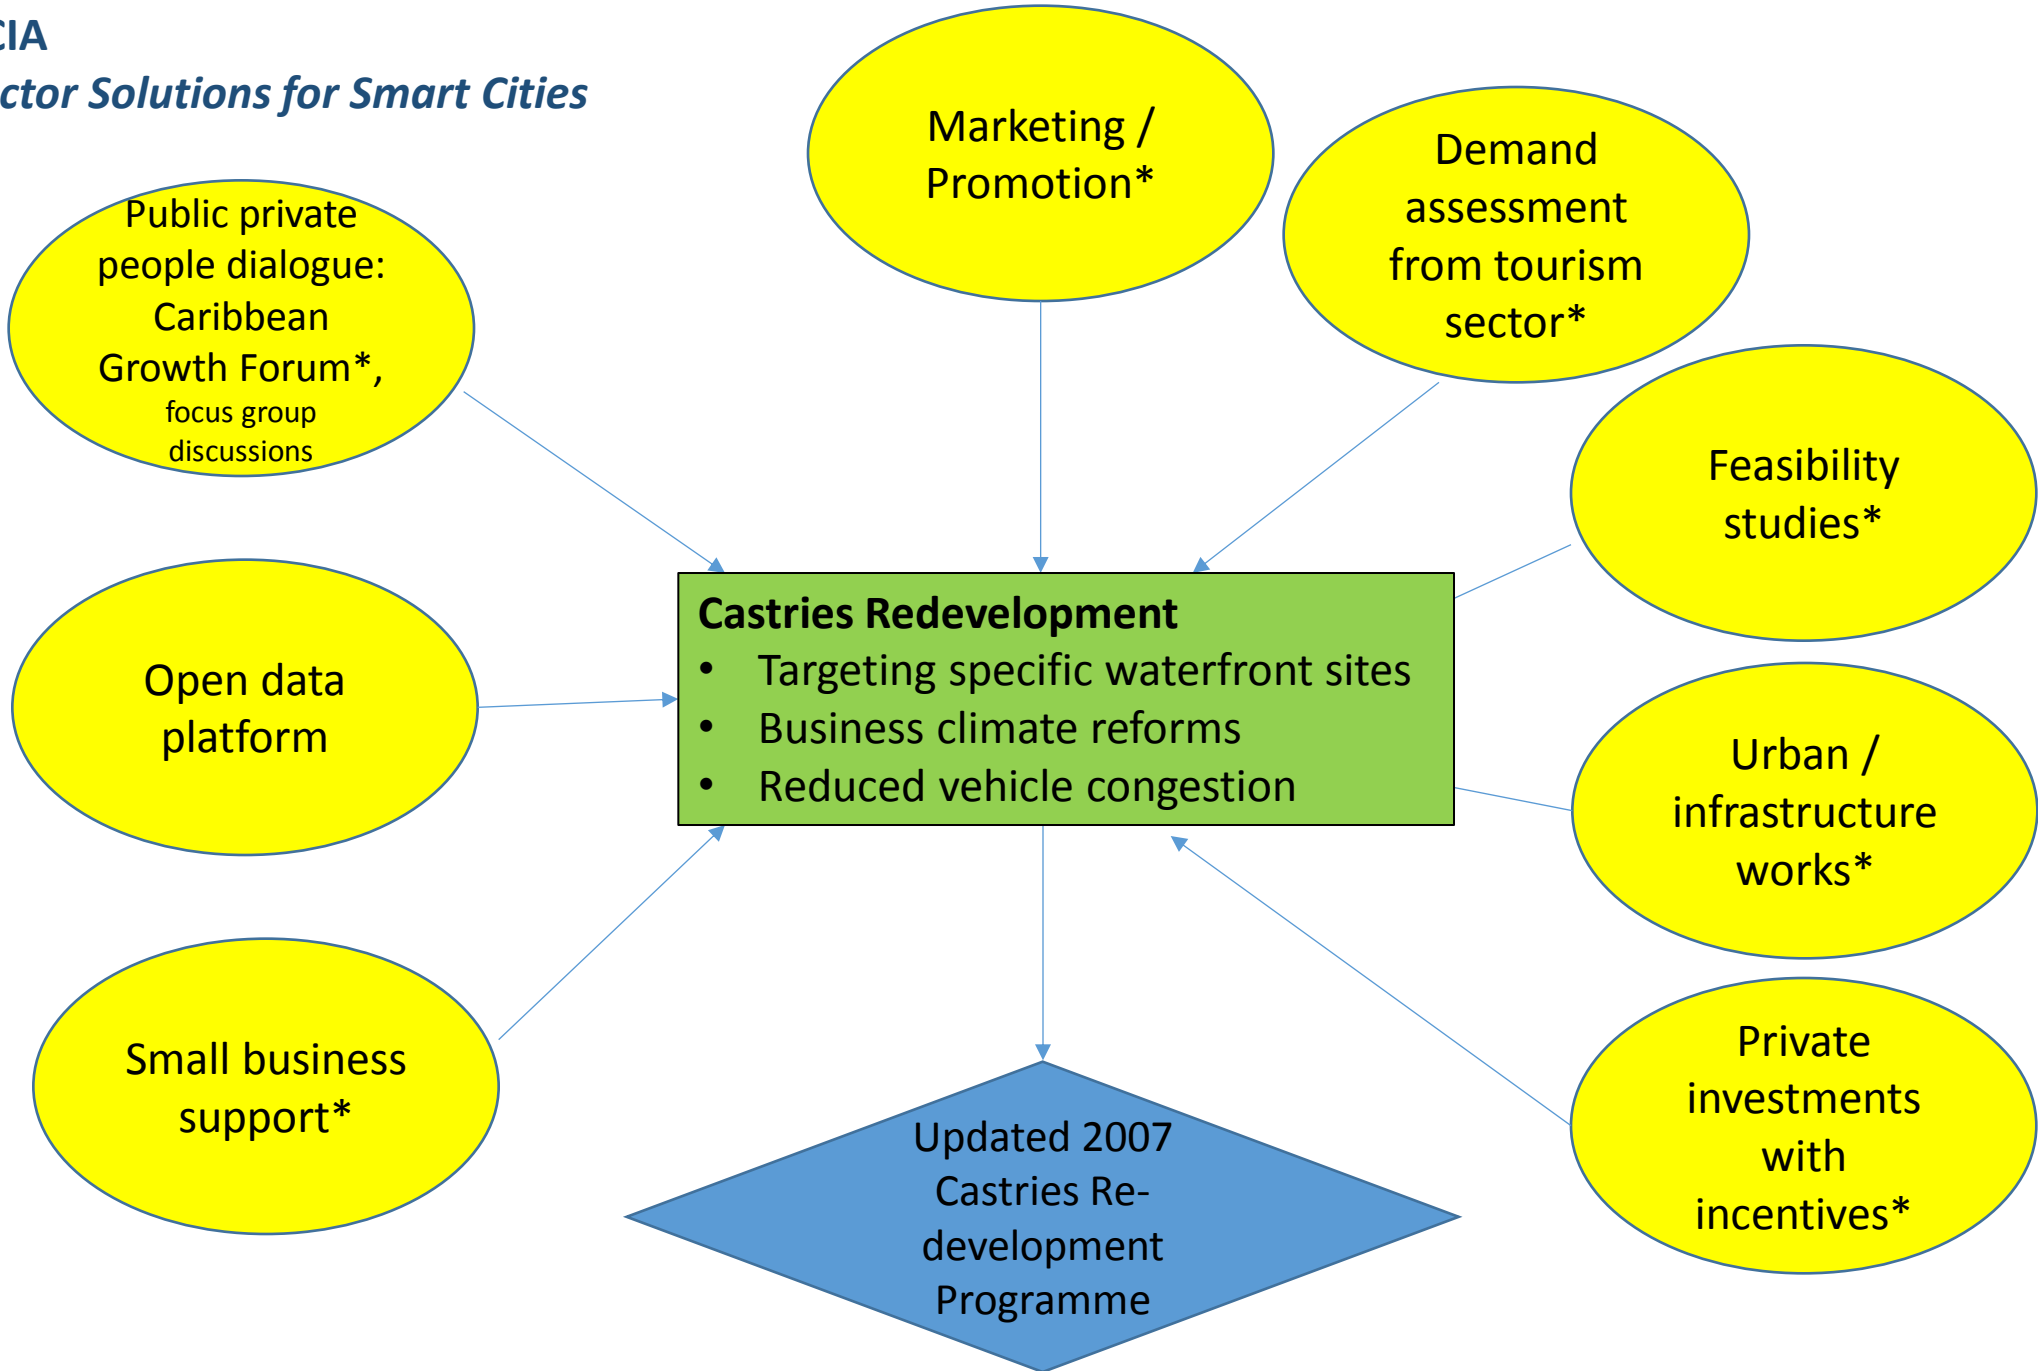 CIA
ctor Solutions for Smart Cities
Marketing /
Promotion*
Demand
assessment
from tourism
sector*
Public private
people dialogue:
Caribbean
Growth Forum*,
focus group
discussions
Feasibility
studies*
Open data
platform
Castries Redevelopment
• Targeting specific waterfront sites
• Business climate reforms
• Reduced vehicle congestion
Urban /
infrastructure
works*
Small business
support*
Private
investments
with
incentives*
Updated 2007
Castries Re-
development
Programme